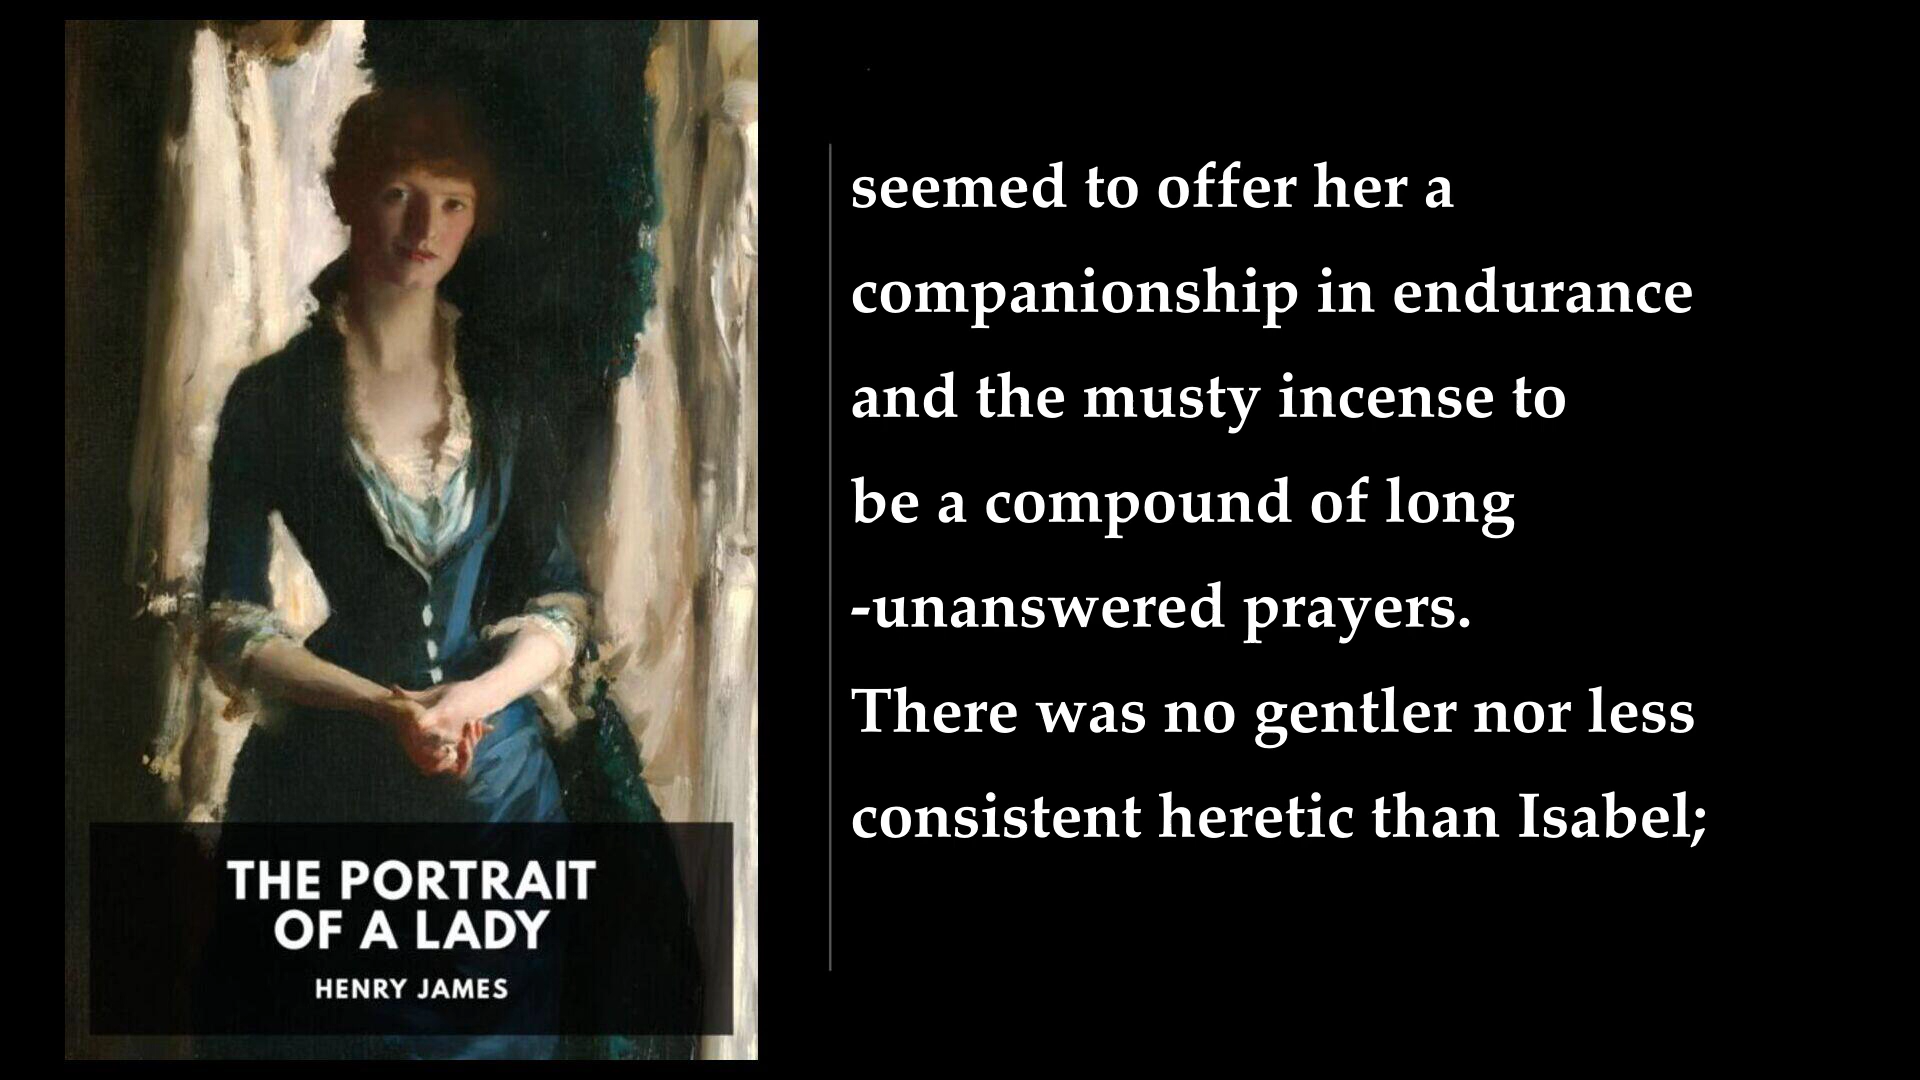 THE PORTRAIT
OF A LADY
HENRY JAMES
seemed to offer her a
companionship in endurance
and the musty incense to
be a compound of long
-unanswered prayers.
There was no gentler nor less
consistent heretic than Isabel;